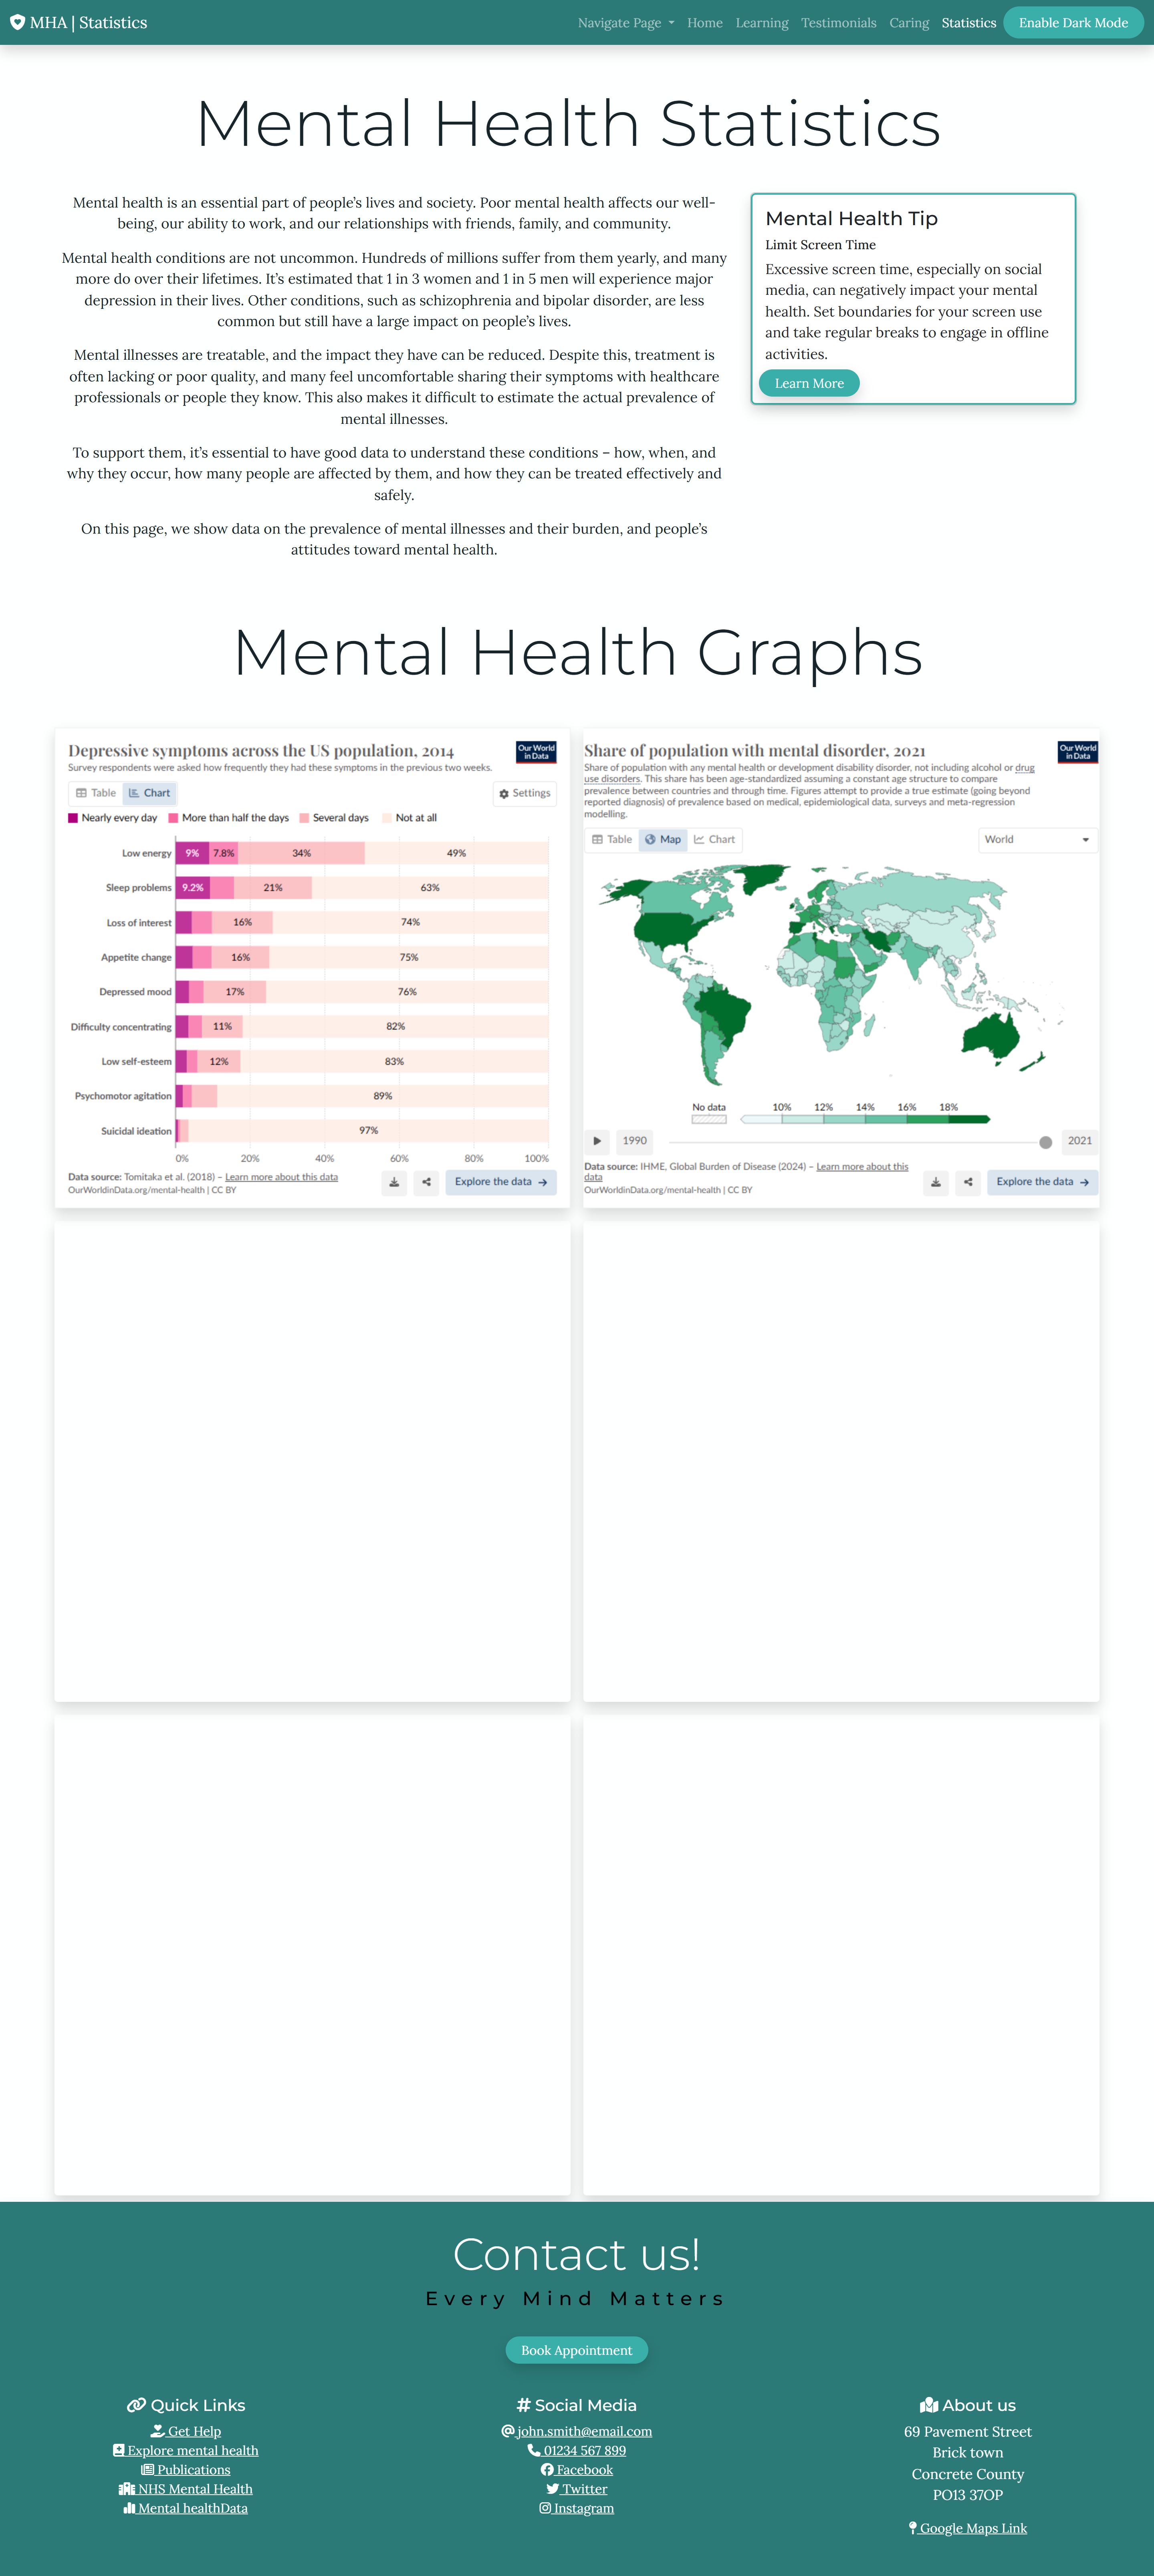 MHA | Statistics
Navigate Page
Home
Learning
Testimonials
Caring
Statistics
Enable Dark Mode
Mental Health Statistics
Mental health is an essential part of people’s lives and society. Poor mental health affects our well-
being, our ability to work, and our relationships with friends, family, and community.
Mental health conditions are not uncommon. Hundreds of millions suffer from them yearly, and many
more do over their lifetimes. It’s estimated that 1 in 3 women and 1 in 5 men will experience major
depression in their lives. Other conditions, such as schizophrenia and bipolar disorder, are less
common but still have a large impact on people’s lives.
Mental illnesses are treatable, and the impact they have can be reduced. Despite this, treatment is
often lacking or poor quality, and many feel uncomfortable sharing their symptoms with healthcare
professionals or people they know. This also makes it difficult to estimate the actual prevalence of
mental illnesses.
To support them, it’s essential to have good data to understand these conditions – how, when, and
why they occur, how many people are affected by them, and how they can be treated effectively and
safely.
On this page, we show data on the prevalence of mental illnesses and their burden, and people’s
attitudes toward mental health.
Mental Health Tip
Limit Screen Time
Excessive screen time, especially on social
media, can negatively impact your mental
health. Set boundaries for your screen use
and take regular breaks to engage in offline
activities.
Learn More
Mental Health Graphs
Depressive symptoms across the US population, 2014
Our World
in Data
Survey respondents were asked how frequently they had these symptoms in the previous two weeks.
Table
Chart
Settings
Nearly every day
More than half the days
Several days
Not at all
Low energy 9% 7.8% 34% 49%
Sleep problems 9.2% 21% 63%
Loss of interest 16% 74%
Appetite change 16% 75%
Depressed mood 17% 76%
Difficulty concentrating 11% 82%
Low self-esteem 12% 83%
Psychomotor agitation 89%
Suicidal ideation 97%
0% 20% 40% 60% 80% 100%
Data source: Tomitaka et al. (2018) – Learn more about this data
OurWorldinData.org/mental-health | CC BY
Explore the data
Share of population with mental disorder, 2021
Our World
in Data
Share of population with any mental health or development disability disorder, not including alcohol or drug
use disorders. This share has been age-standardized assuming a constant age structure to compare
prevalence between countries and through time. Figures attempt to provide a true estimate (going beyond
reported diagnosis) of prevalence based on medical, epidemiological data, surveys and meta-regression
modelling.
Table
Map
Chart
World
No data 10% 12% 14% 16% 18%
1990
2021
Data source: IHME, Global Burden of Disease (2024) – Learn more about this
data
OurWorldinData.org/mental-health | CC BY
Explore the data
Contact us!
Every Mind Matters
Book Appointment
Quick Links
Get Help
Explore mental health
Publications
NHS Mental Health
Mental healthData
# Social Media
@ john.smith@email.com
01234 567 899
Facebook
Twitter
Instagram
About us
69 Pavement Street
Brick town
Concrete County
PO13 37OP
Google Maps Link